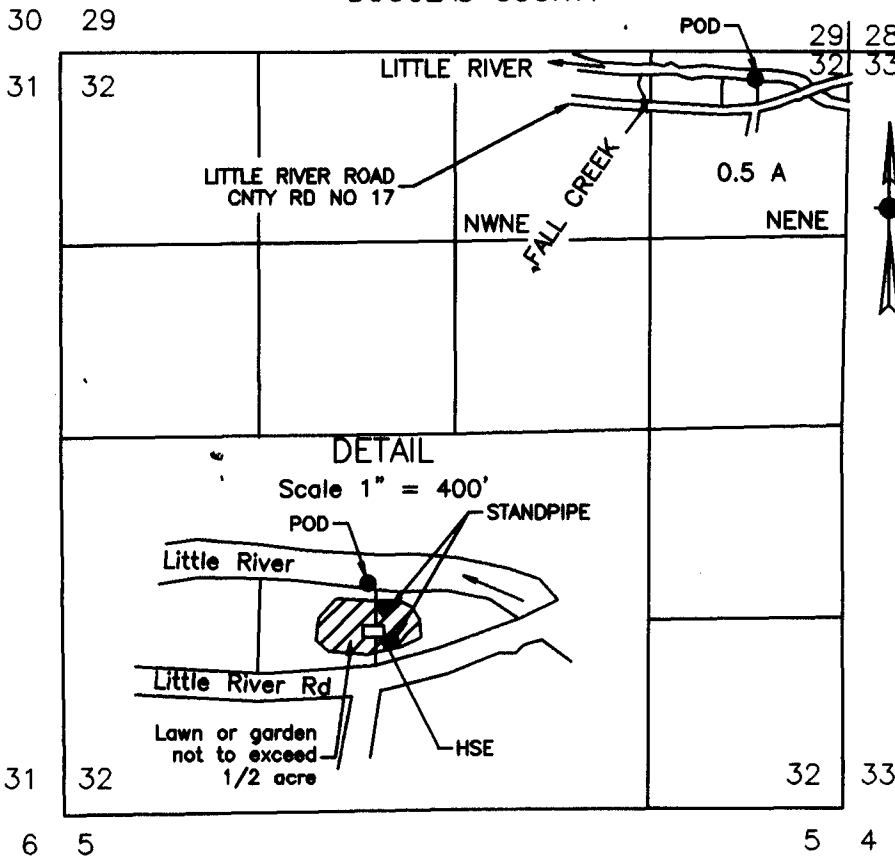 30 29
POD
29 28
31 32
LITTLE RIVER
32 33
LITTLE RIVER ROAD
CNTY RD NO 17
FALL CREEK
0.5 A
NWNE
NENE
DETAIL
Scale 1" = 400'
POD
STANDPIPE
Little River
Little River Rd
Lawn or garden
not to exceed
1/2 acre
HSE
31 32
32 33
6 5
5 4